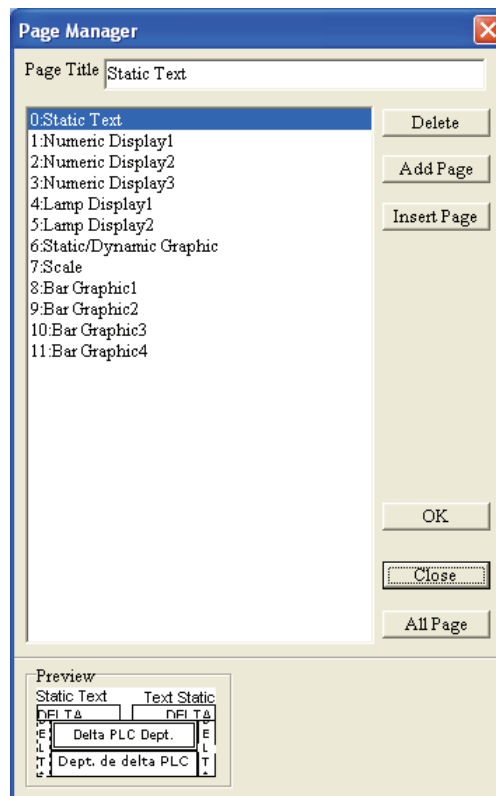 Page Manager
Page Title Static Text
0:Static Text
1:Numeric Display1
2:Numeric Display2
3:Numeric Display3
4:Lamp Display1
5:Lamp Display2
6:Static/Dynamic Graphic
7:Scale
8:Bar Graphic1
9:Bar Graphic2
10:Bar Graphic3
11:Bar Graphic4
Delete
Add Page
Insert Page
OK
Close
All Page
Preview
Static Text Text Static
DELTA DELTA
Delta PLC Dept.
Dept. de delta PLC